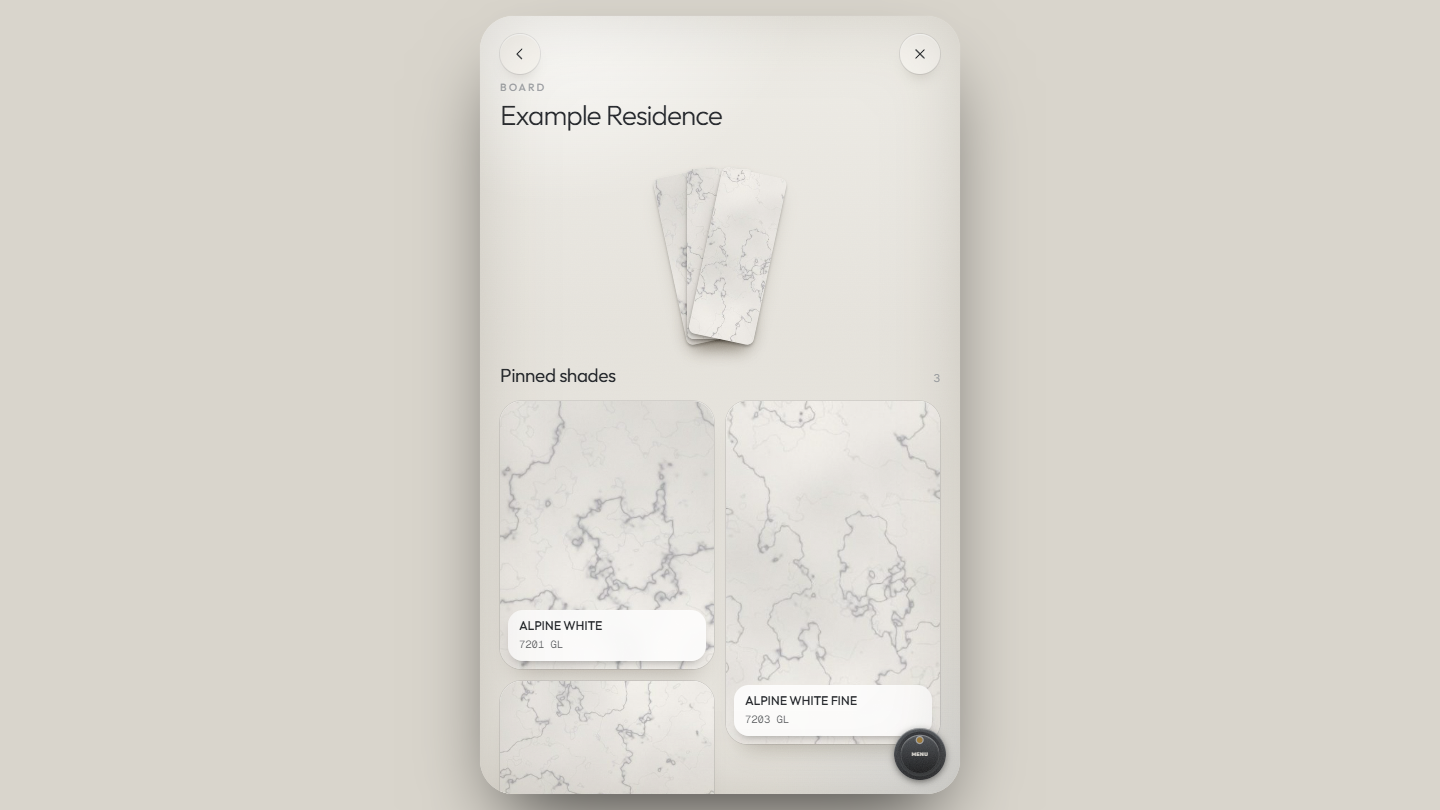 BOARD
Example Residence
Pinned shades
3
ALPINE WHITE
7201 GL
ALPINE WHITE FINE
7203 GL
MENU